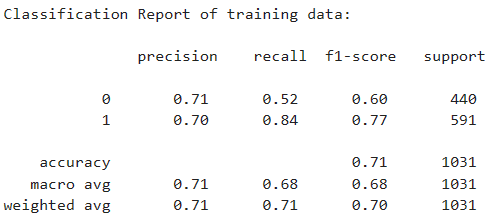 Classification Report of training data:
precision recall f1-score support
0 0.71 0.52 0.60 440
1 0.70 0.84 0.77 591
accuracy 0.71 1031
macro avg 0.71 0.68 0.68 1031
weighted avg 0.71 0.71 0.70 1031